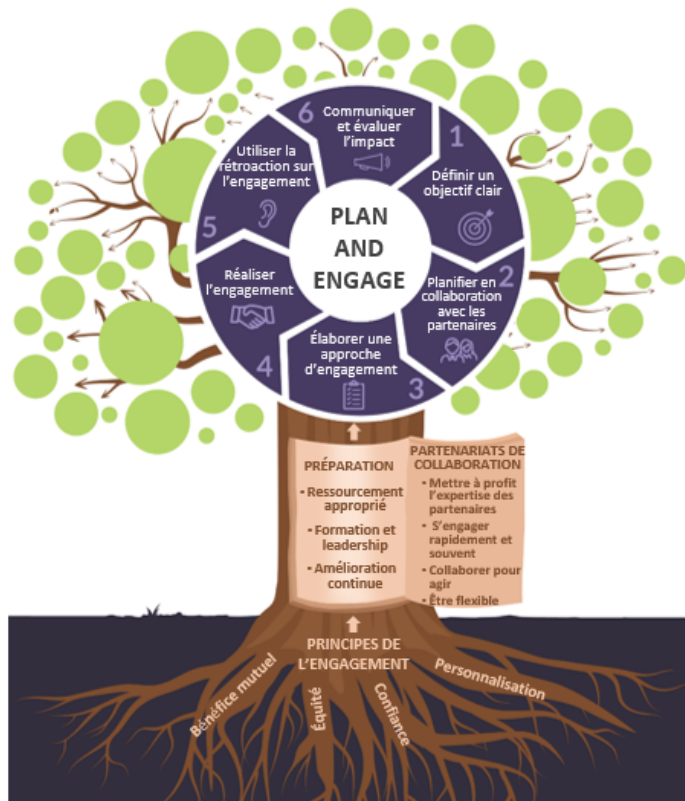 6
Communiquer
et évaluer
l'impact
1
Définir un
objectif clair
2
Planifier en
collaboration
avec les
partenaires
3
Élaborer une
approche
d'engagement
4
Réaliser
l'engagement
5
Utiliser la
rétroaction sur
l'engagement
PLAN
AND
ENGAGE
PRÉPARATION
▪ Ressourcement
approprié
▪ Formation et
leadership
▪ Amélioration
continue
PARTENARIATS DE
COLLABORATION
▪ Mettre à profit
l'expertise des
partenaires
▪ S'engager
rapidement et
souvent
▪ Collaborer pour
agir
▪ Être flexible
PRINCIPES DE
L'ENGAGEMENT
Bénéfice mutuel
Équité
Confiance
Personnalisation